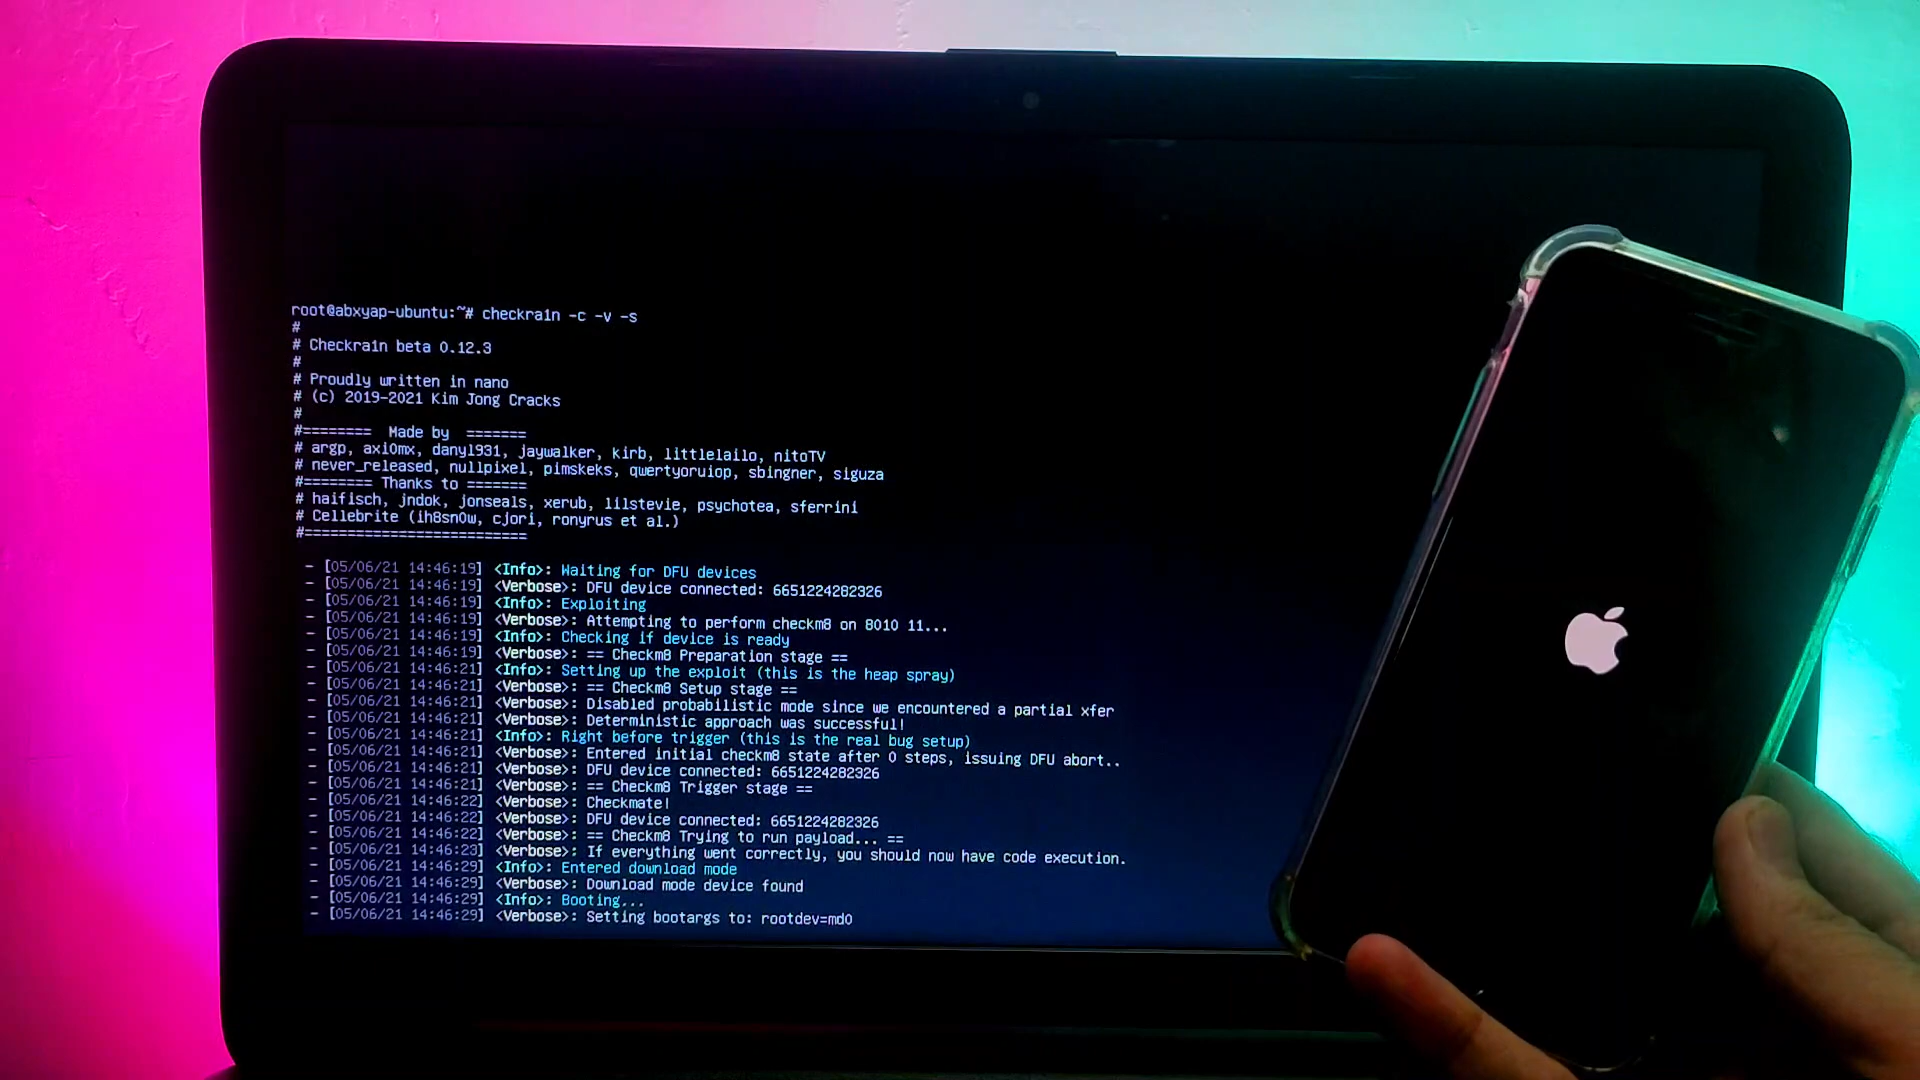 root@abxyap-ubuntu:~# checkra1n -c -v -s
#
# Checkra1n beta 0.12.3
#
# Proudly written in nano
# (c) 2019-2021 Kim Jong Cracks
#
#======== Made by =======
# argp, axi0mx, danyl931, jaywalker, kirb, littlelailo, nitoTV
# never_released, nullpixel, pimskeks, qwertyoruiop, sbingner, siguza
#======== Thanks to =======
# haifisch, jndok, jonseals, xerub, lilstevie, psychotea, sferrini
# Cellebrite (ih8sn0w, cjori, ronyrus et al.)
#==========================
- [05/06/21 14:46:19] <Info>: Waiting for DFU devices
- [05/06/21 14:46:19] <Verbose>: DFU device connected: 6651224282326
- [05/06/21 14:46:19] <Info>: Exploiting
- [05/06/21 14:46:19] <Verbose>: Attempting to perform checkm8 on 8010 11...
- [05/06/21 14:46:19] <Info>: Checking if device is ready
- [05/06/21 14:46:19] <Verbose>: == Checkm8 Preparation stage ==
- [05/06/21 14:46:21] <Info>: Setting up the exploit (this is the heap spray)
- [05/06/21 14:46:21] <Verbose>: == Checkm8 Setup stage ==
- [05/06/21 14:46:21] <Verbose>: Disabled probabilistic mode since we encountered a partial xfer
- [05/06/21 14:46:21] <Verbose>: Deterministic approach was successful!
- [05/06/21 14:46:21] <Info>: Right before trigger (this is the real bug setup)
- [05/06/21 14:46:21] <Verbose>: Entered initial checkm8 state after 0 steps, issuing DFU abort..
- [05/06/21 14:46:21] <Verbose>: DFU device connected: 6651224282326
- [05/06/21 14:46:21] <Verbose>: == Checkm8 Trigger stage ==
- [05/06/21 14:46:22] <Verbose>: Checkmate!
- [05/06/21 14:46:22] <Verbose>: DFU device connected: 6651224282326
- [05/06/21 14:46:22] <Verbose>: == Checkm8 Trying to run payload... ==
- [05/06/21 14:46:23] <Verbose>: If everything went correctly, you should now have code execution.
- [05/06/21 14:46:29] <Info>: Entered download mode
- [05/06/21 14:46:29] <Verbose>: Download mode device found
- [05/06/21 14:46:29] <Info>: Booting...
- [05/06/21 14:46:29] <Verbose>: Setting bootargs to: rootdev=md0